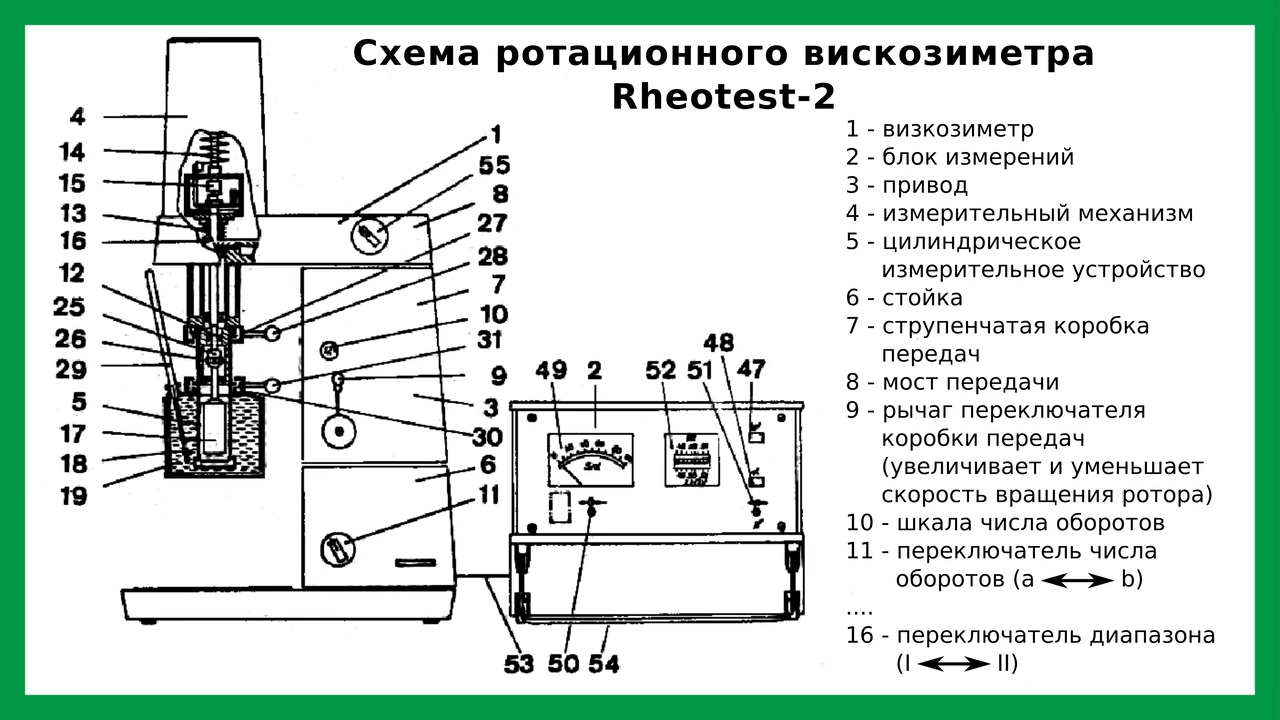 Схема ротационного вискозиметра
Rheotest-2
1 - визкозиметр
2 - блок измерений
3 - привод
4 - измерительный механизм
5 - цилиндрическое
измерительное устройство
6 - стойка
7 - струпенчатая коробка
передач
8 - мост передачи
9 - рычаг переключателя
коробки передач
(увеличивает и уменьшает
скорость вращения ротора)
10 - шкала числа оборотов
11 - переключатель числа
оборотов (a ⟷ b)
....
16 - переключатель диапазона
(I ⟷ II)
4
14
15
13
16
12
25
26
29
5
17
18
19
1
55
8
27
28
7
10
31
9
3
30
6
11
49
2
52
51
48
47
53
50
54